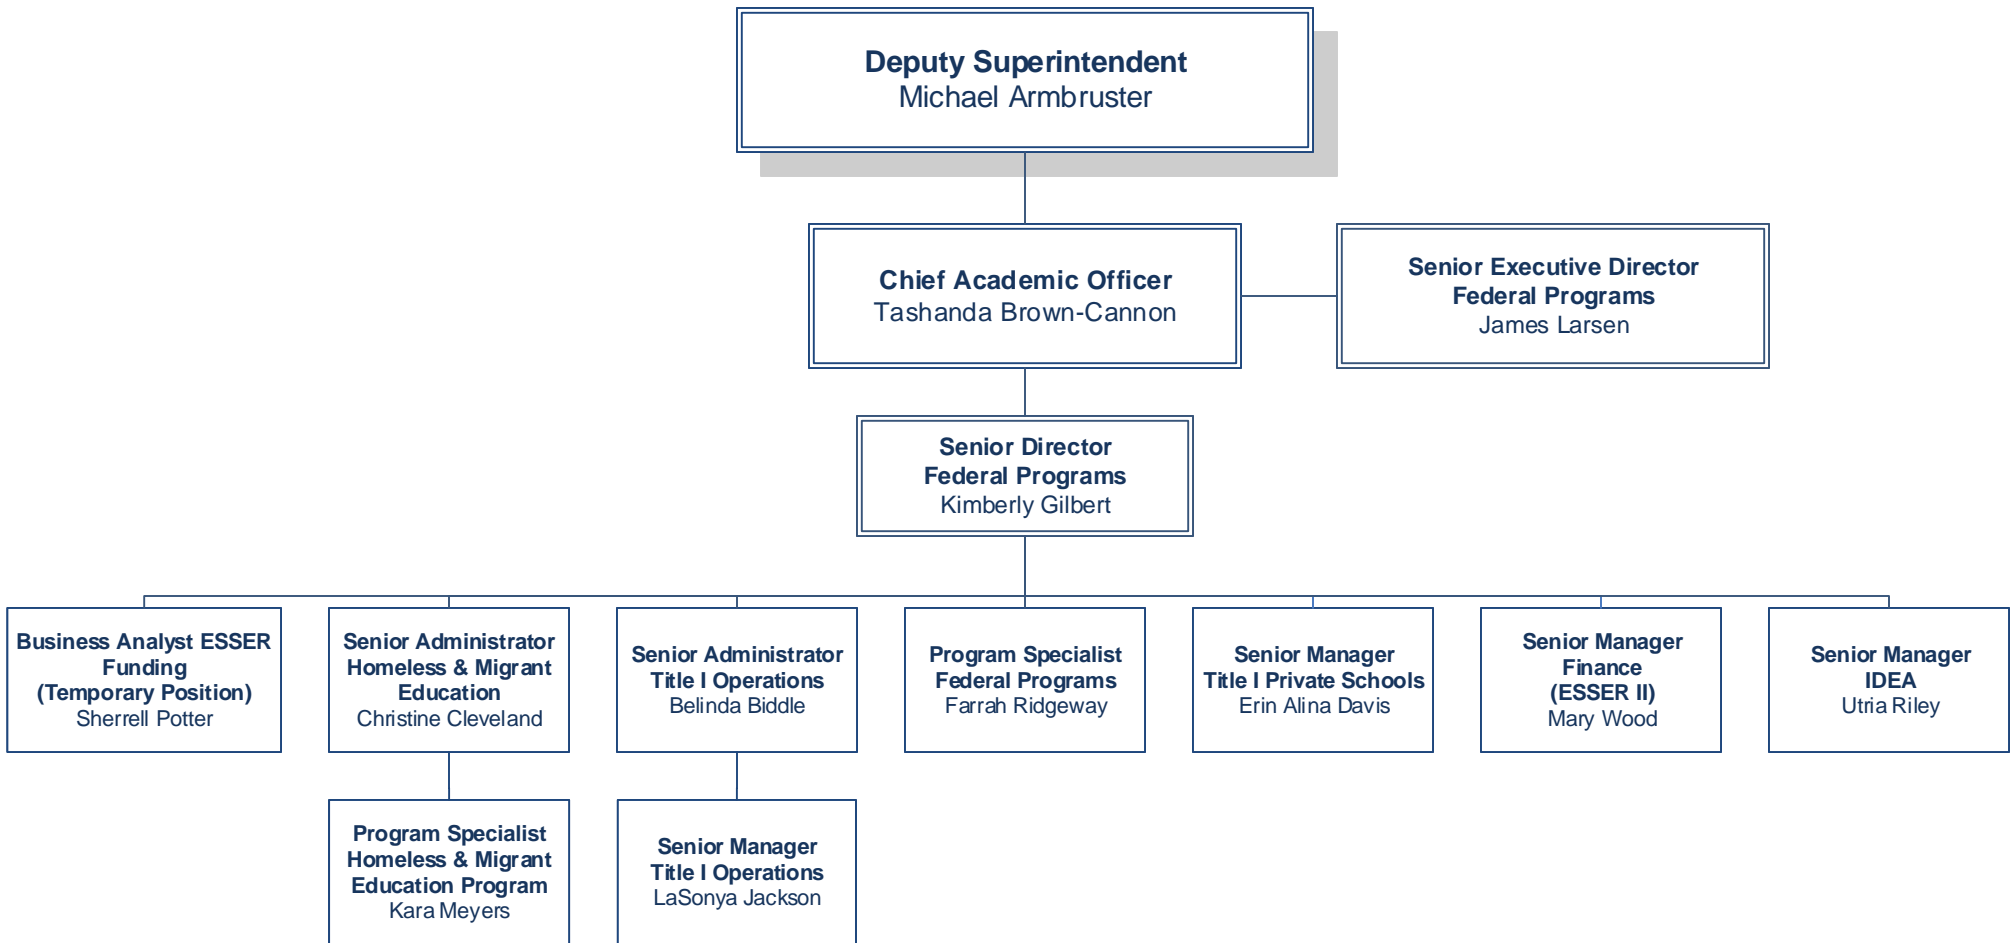 Deputy Superintendent
Michael Armbruster
Chief Academic Officer
Tashanda Brown-Cannon
Senior Executive Director
Federal Programs
James Larsen
Senior Director
Federal Programs
Kimberly Gilbert
Business Analyst ESSER
Funding
(Temporary Position)
Sherrell Potter
Senior Administrator
Homeless & Migrant
Education
Christine Cleveland
Senior Administrator
Title I Operations
Belinda Biddle
Program Specialist
Federal Programs
Farrah Ridgeway
Senior Manager
Title I Private Schools
Erin Alina Davis
Senior Manager
Finance
(ESSER II)
Mary Wood
Senior Manager
IDEA
Utria Riley
Program Specialist
Homeless & Migrant
Education Program
Kara Meyers
Senior Manager
Title I Operations
LaSonya Jackson